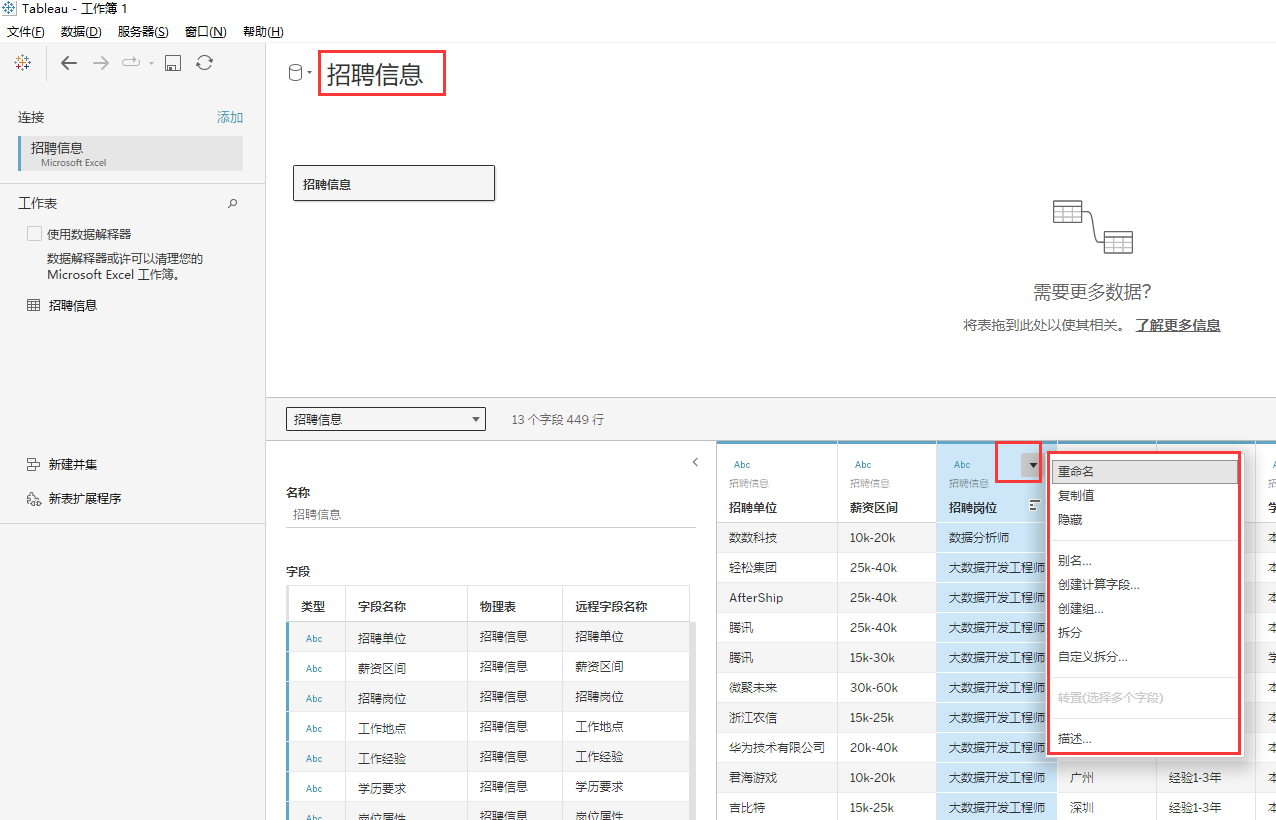 Tableau - 工作簿 1
文件(F) 数据(D) 服务器(S) 窗口(N) 帮助(H)
招聘信息
连接 添加
招聘信息
Microsoft Excel
工作表
使用数据解释器
数据解释器或许可以清理您的
Microsoft Excel 工作簿。
招聘信息
新建并集
新表扩展程序
招聘信息
需要更多数据?
将表拖到此处以使其相关。 了解更多信息
招聘信息 13 个字段 449 行
名称
招聘信息
字段
类型 字段名称 物理表 远程字段名称
Abc 招聘单位 招聘信息 招聘单位
Abc 薪资区间 招聘信息 薪资区间
Abc 招聘岗位 招聘信息 招聘岗位
Abc 工作地点 招聘信息 工作地点
Abc 工作经验 招聘信息 工作经验
Abc 学历要求 招聘信息 学历要求
Abc 岗位属性 招聘信息 岗位属性
Abc Abc Abc
招聘信息 招聘信息 招聘信息
招聘单位 薪资区间 招聘岗位
数数科技 10k-20k 数据分析师
轻松集团 25k-40k 大数据开发工程师
AfterShip 25k-40k 大数据开发工程师
腾讯 25k-40k 大数据开发工程师
腾讯 15k-30k 大数据开发工程师
微聚未来 30k-60k 大数据开发工程师
浙江农信 15k-25k 大数据开发工程师
华为技术有限公司 20k-40k 大数据开发工程师
君海游戏 10k-20k 大数据开发工程师 广州 经验1-3年
吉比特 15k-25k 大数据开发工程师 深圳 经验1-3年
重命名
复制值
隐藏
别名...
创建计算字段...
创建组...
拆分
自定义拆分...
转置(选择多个字段)
描述...